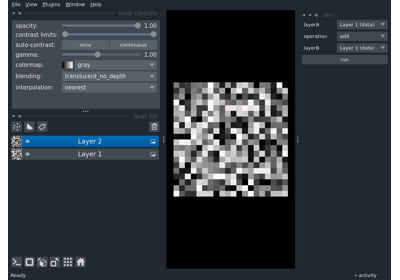 File View Plugins Window Help
layer controls
opacity: 1.00
contrast limits:
auto-contrast: once continuous
gamma: 1.00
colormap: gray
blending: translucent_no_depth
interpolation: nearest
layer list
Layer 2
Layer 1
layerA Layer 1 (data)
operation add
layerB Layer 1 (data)
run
Ready
activity